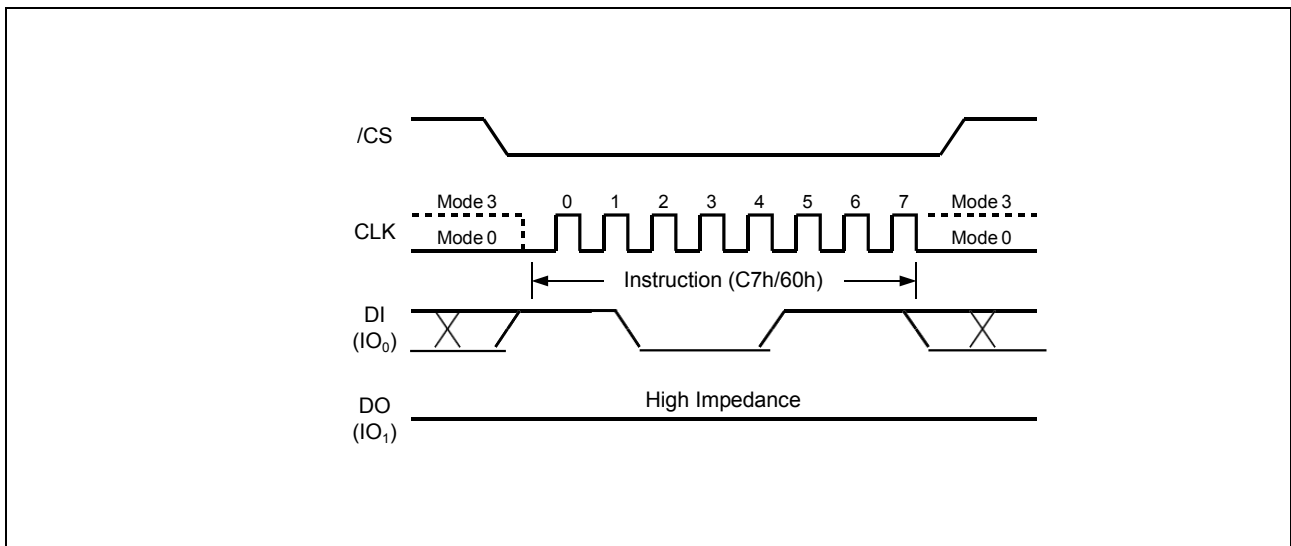 /CS
Mode 3 0 1 2 3 4 5 6 7 Mode 3
CLK
Mode 0 Mode 0
Instruction (C7h/60h)
DI
(IO₀)
High Impedance
DO
(IO₁)